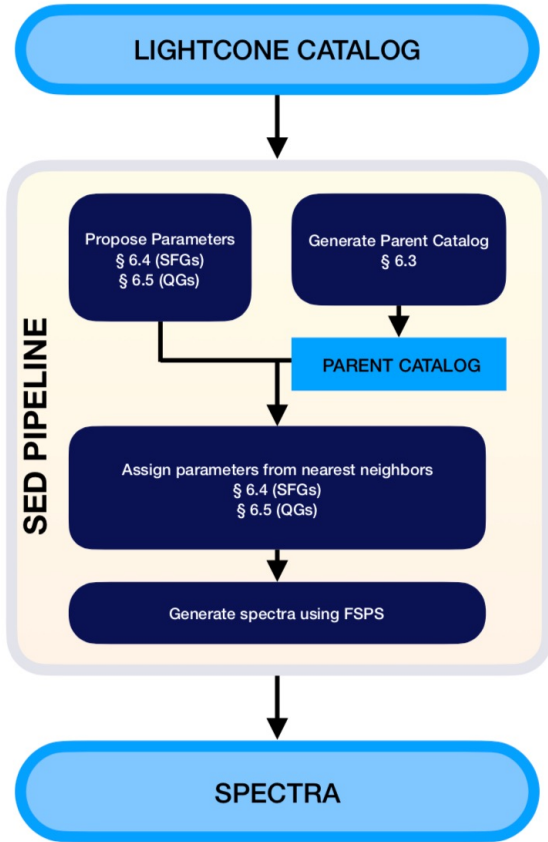 LIGHTCONE CATALOG
SED PIPELINE
Propose Parameters
§ 6.4 (SFGs)
§ 6.5 (QGs)
Generate Parent Catalog
§ 6.3
PARENT CATALOG
Assign parameters from nearest neighbors
§ 6.4 (SFGs)
§ 6.5 (QGs)
Generate spectra using FSPS
SPECTRA